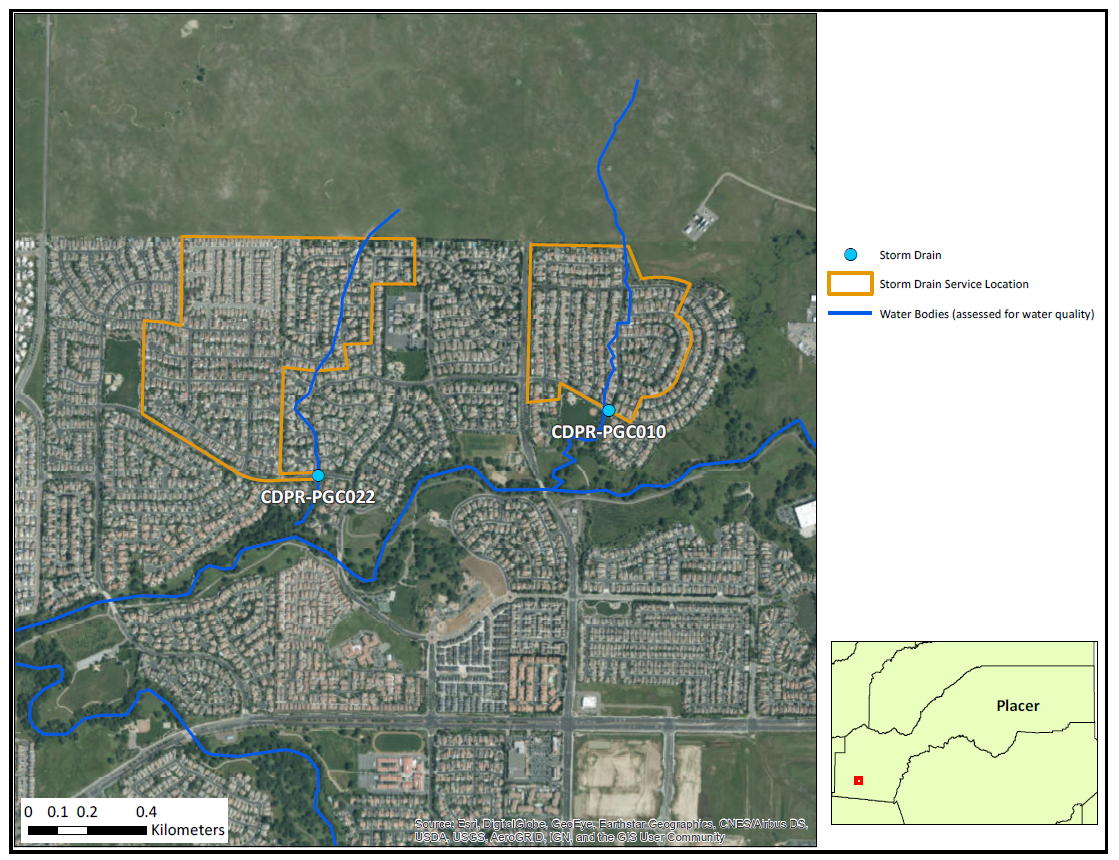 Storm Drain
Storm Drain Service Location
Water Bodies (assessed for water quality)
CDPR-PGC010
CDPR-PGC022
Placer
0 0.1 0.2 0.4
Kilometers
Source: Esri, DigitalGlobe, GeoEye, Earthstar Geographics, CNES/Airbus DS,
USDA, USGS, AeroGRID, IGN, and the GIS User Community